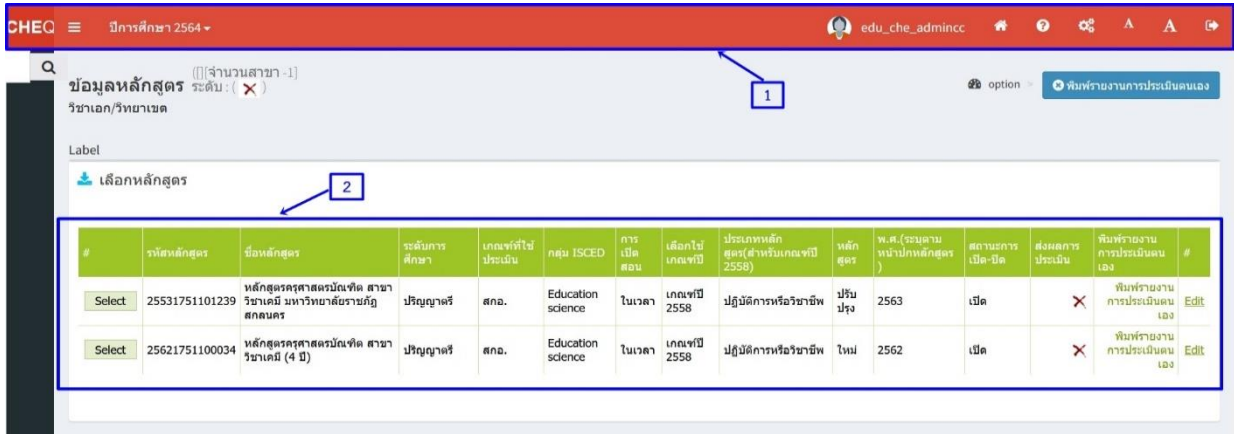 CHEQ ปีการศึกษา 2564 edu_che_admincc ? A A
1
ข้อมูลหลักสูตร ([][จำนวนสาขา -1] ระดับ : ( )
วิชาเอก/วิทยาเขต
option > พิมพ์รายงานการประเมินตนเอง
Label
เลือกหลักสูตร
2
# รหัสหลักสูตร ชื่อหลักสูตร ระดับการศึกษา เกณฑ์ที่ใช้ประเมิน กลุ่ม ISCED การเปิดสอน เลือกใช้เกณฑ์ปี ประเภทหลักสูตร(สำหรับเกณฑ์ปี 2558) หลักสูตร พ.ศ.(ระบุตามหน้าปกหลักสูตร) สถานะการเปิด-ปิด ส่งผลการประเมิน พิมพ์รายงานการประเมินตนเอง #
Select 25531751101239 หลักสูตรครุศาสตรบัณฑิต สาขาวิชาเคมี มหาวิทยาลัยราชภัฏสกลนคร ปริญญาตรี สกอ. Education science ในเวลา เกณฑ์ปี 2558 ปฏิบัติการหรือวิชาชีพ ปรับปรุง 2563 เปิด พิมพ์รายงานการประเมินตนเอง Edit
Select 25621751100034 หลักสูตรครุศาสตรบัณฑิต สาขาวิชาเคมี (4 ปี) ปริญญาตรี สกอ. Education science ในเวลา เกณฑ์ปี 2558 ปฏิบัติการหรือวิชาชีพ ใหม่ 2562 เปิด พิมพ์รายงานการประเมินตนเอง Edit